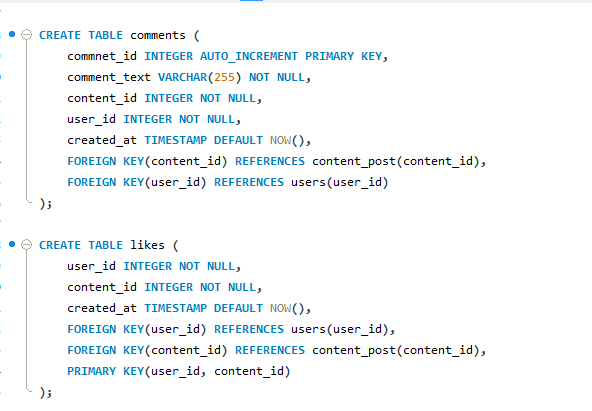 CREATE TABLE comments (
commnet_id INTEGER AUTO_INCREMENT PRIMARY KEY,
comment_text VARCHAR(255) NOT NULL,
content_id INTEGER NOT NULL,
user_id INTEGER NOT NULL,
created_at TIMESTAMP DEFAULT NOW(),
FOREIGN KEY(content_id) REFERENCES content_post(content_id),
FOREIGN KEY(user_id) REFERENCES users(user_id)
);
CREATE TABLE likes (
user_id INTEGER NOT NULL,
content_id INTEGER NOT NULL,
created_at TIMESTAMP DEFAULT NOW(),
FOREIGN KEY(user_id) REFERENCES users(user_id),
FOREIGN KEY(content_id) REFERENCES content_post(content_id),
PRIMARY KEY(user_id, content_id)
);